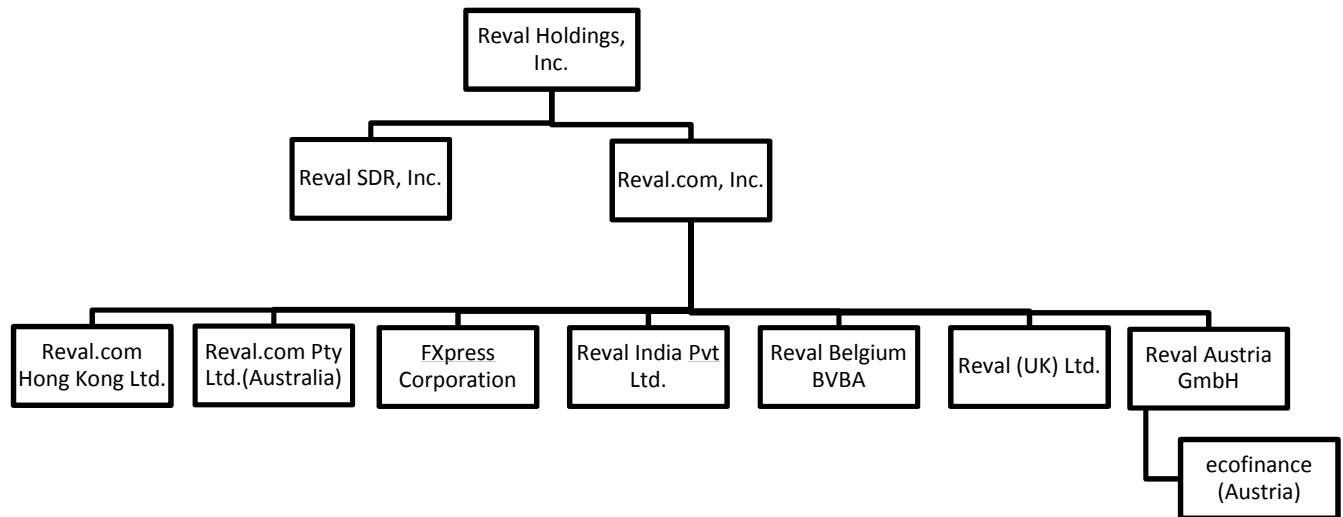 Reval Holdings,
Inc.
Reval SDR, Inc.
Reval.com, Inc.
Reval.com
Hong Kong Ltd.
Reval.com Pty
Ltd.(Australia)
FXpress
Corporation
Reval India Pvt
Ltd.
Reval Belgium
BVBA
Reval (UK) Ltd.
Reval Austria
GmbH
ecofinance
(Austria)